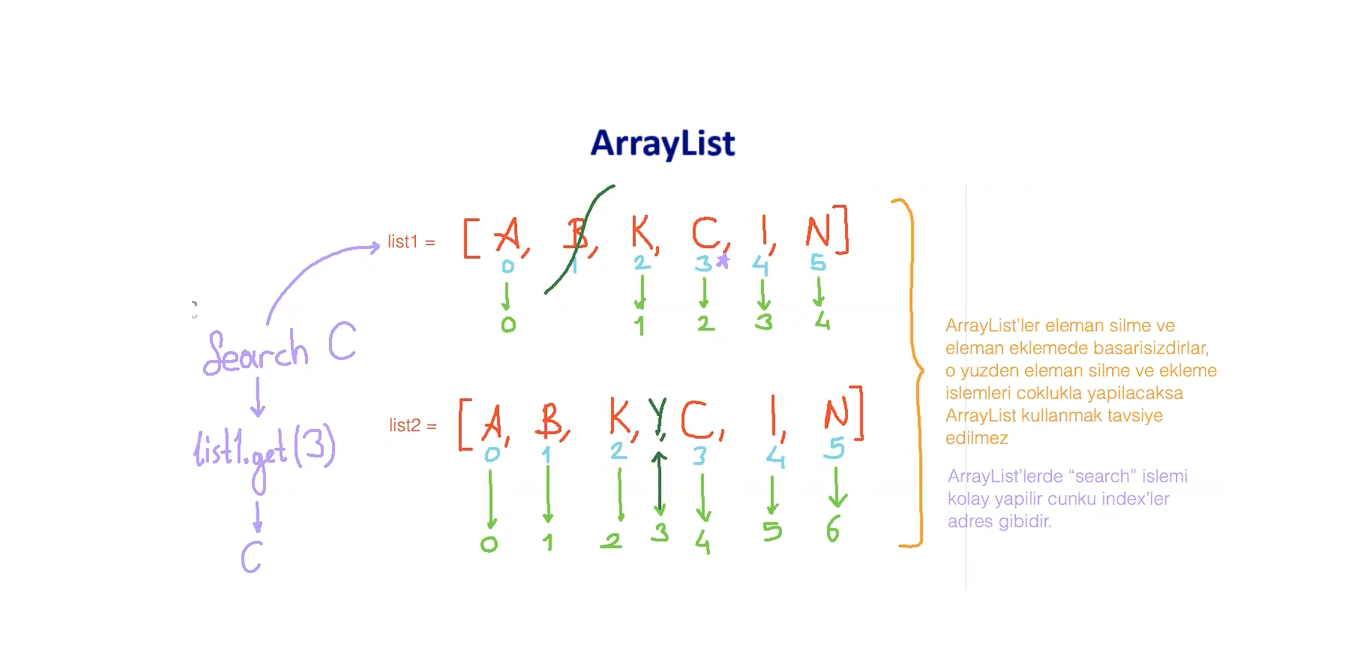 ArrayList
list1 = [ A, B, K, C, I, N ]
0 1 2 3* 4 5
0 1 2 3 4
Search C
list1.get(3)
C
list2 = [ A, B, K, Y, C, I, N ]
0 1 2 3 4 5
0 1 2 3 4 5 6
ArrayList'ler eleman silme ve
eleman eklemede basarisizdirlar,
o yuzden eleman silme ve ekleme
islemleri coklukla yapilacaksa
ArrayList kullanmak tavsiye
edilmez
ArrayList'lerde “search” islemi
kolay yapilir cunku index'ler
adres gibidir.